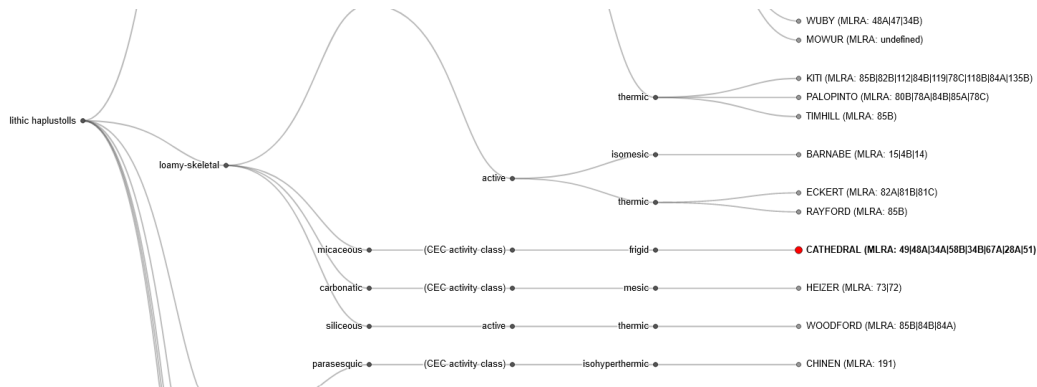 WUBY (MLRA: 48A|47|34B)
MOWUR (MLRA: undefined)
KITI (MLRA: 85B|82B|112|84B|119|78C|118B|84A|135B)
thermic
PALOPINTO (MLRA: 80B|78A|84B|85A|78C)
TIMHILL (MLRA: 85B)
lithic haplustolls
isomesic
BARNABE (MLRA: 15|4B|14)
loamy-skeletal
active
ECKERT (MLRA: 82A|81B|81C)
thermic
RAYFORD (MLRA: 85B)
micaceous (CEC activity class) frigid CATHEDRAL (MLRA: 49|48A|34A|58B|34B|67A|28A|51)
carbonatic (CEC activity class) mesic HEIZER (MLRA: 73|72)
siliceous active thermic WOODFORD (MLRA: 85B|84B|84A)
parasesquic (CEC activity class) isohyperthermic CHINEN (MLRA: 191)